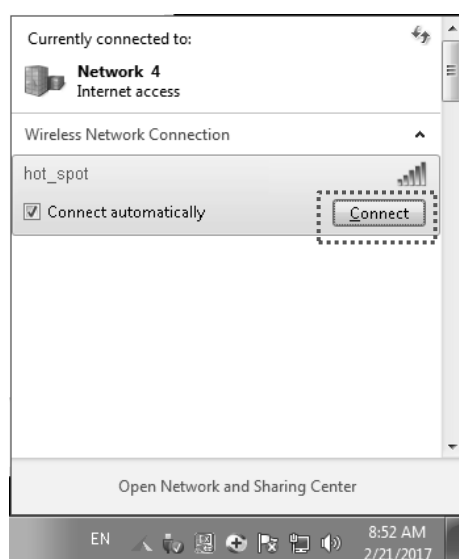 Currently connected to:
Network 4
Internet access
Wireless Network Connection
hot_spot
Connect automatically
Connect
Open Network and Sharing Center
EN
8:52 AM
2/21/2017